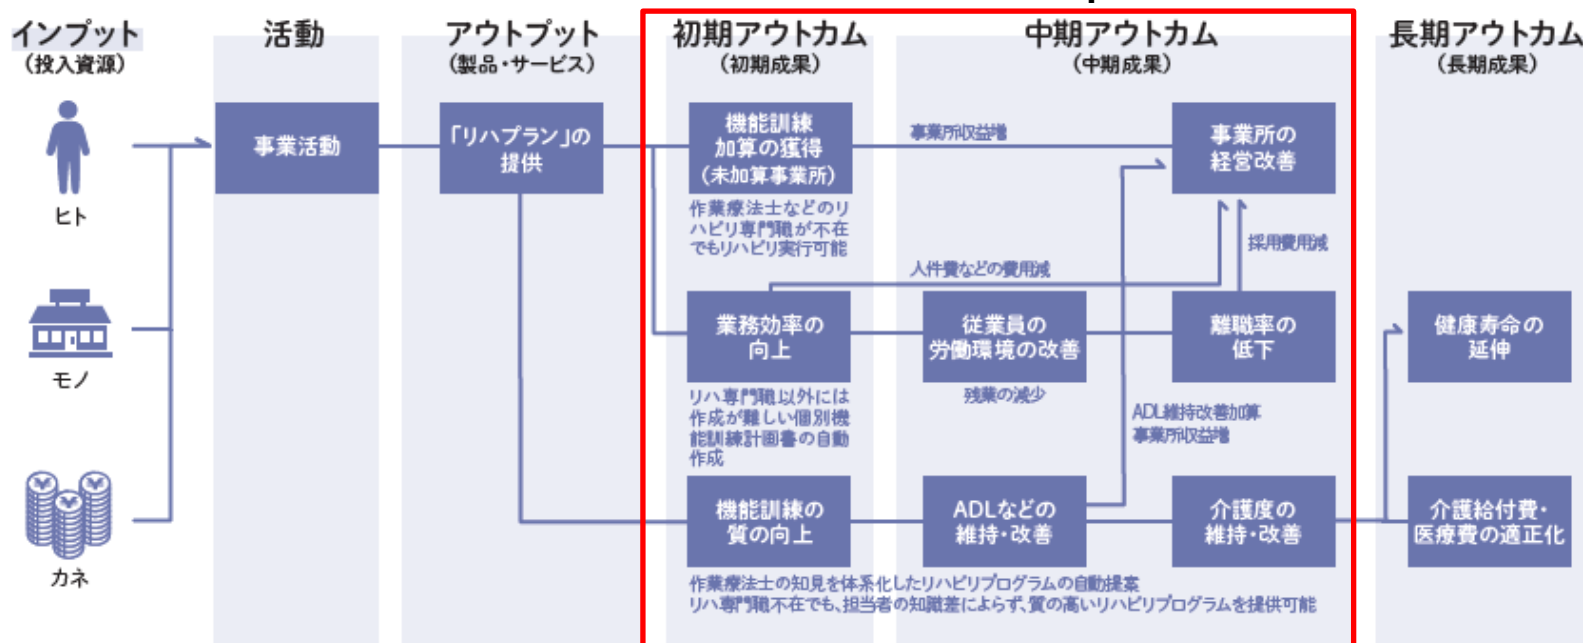 インプット
(投入資源)
活動
アウトプット
(製品・サービス)
初期アウトカム
(初期成果)
中期アウトカム
(中期成果)
長期アウトカム
(長期成果)
ヒト
モノ
カネ
事業活動
「リハプラン」の
提供
機能訓練
加算の獲得
(未加算事業所)
作業療法士などのリ
ハビリ専門職が不在
でもリハビリ実行可能
事業所収益増
事業所の
経営改善
採用費用減
人件費などの費用減
業務効率の
向上
リハ専門職以外には
作成が難しい個別機
能訓練計画書の自動
作成
従業員の
労働環境の改善
残業の減少
離職率の
低下
ADL維持改善加算
事業所収益増
健康寿命の
延伸
機能訓練の
質の向上
ADLなどの
維持・改善
介護度の
維持・改善
介護給付費・
医療費の適正化
作業療法士の知見を体系化したリハビリプログラムの自動提案
リハ専門職不在でも、担当者の知識差によらず、質の高いリハビリプログラムを提供可能